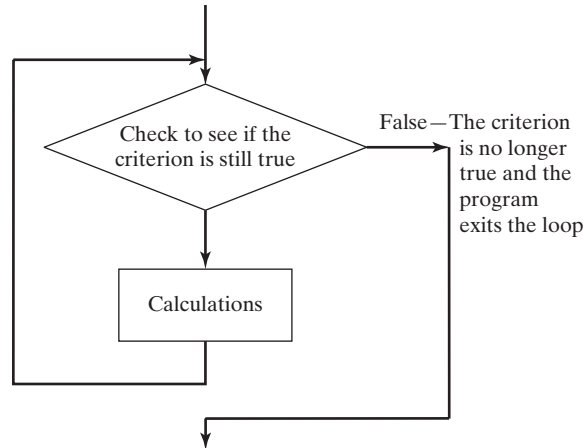 Check to see if the
criterion is still true
False—The criterion
is no longer
true and the
program
exits the loop
Calculations